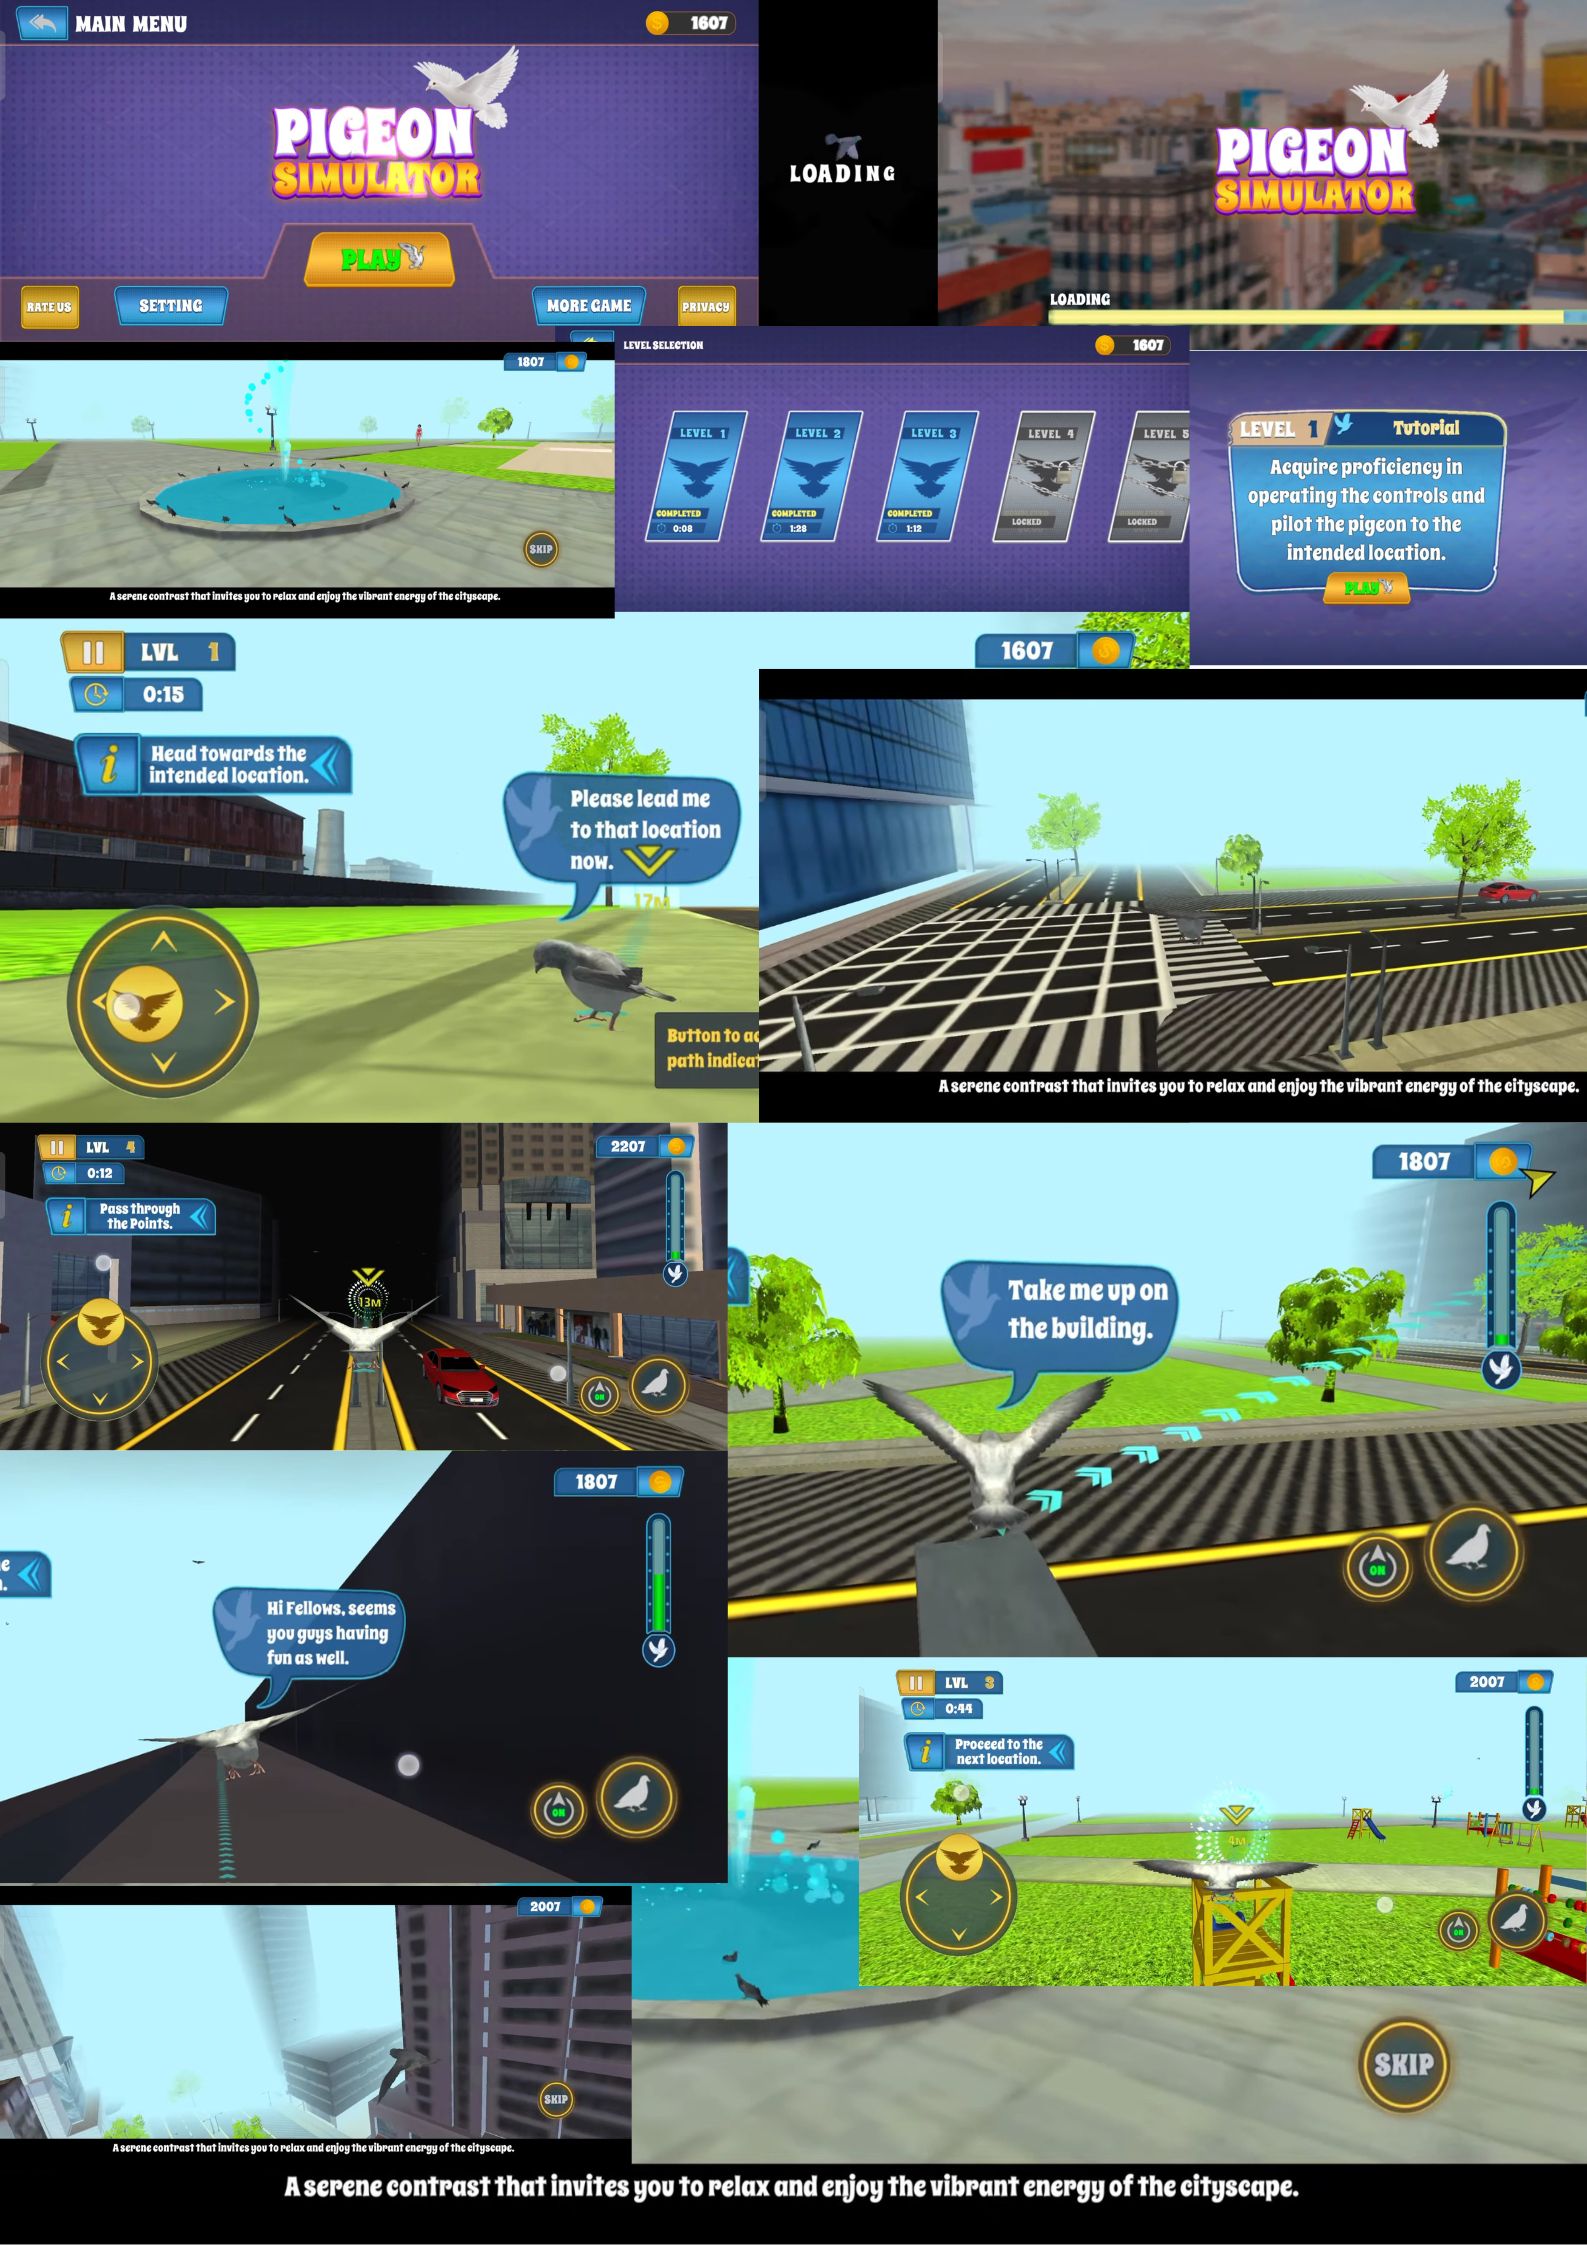 MAIN MENU
1607
PIGEON
SIMULATOR
PLAY
RATE US
SETTING
MORE GAME
PRIVACY
LOADING
PIGEON
SIMULATOR
LOADING
1807
SKIP
A serene contrast that invites you to relax and enjoy the vibrant energy of the cityscape.
LEVEL SELECTION
1607
LEVEL 1
COMPLETED
0:08
LEVEL 2
COMPLETED
1:28
LEVEL 3
COMPLETED
1:12
LEVEL 4
LOCKED
LEVEL 5
LOCKED
LEVEL 1
Tutorial
Acquire proficiency in
operating the controls and
pilot the pigeon to the
intended location.
PLAY
LVL 1
1607
0:15
Head towards the
intended location.
Please lead me
to that location
now.
17M
Button to ac
path indicat
A serene contrast that invites you to relax and enjoy the vibrant energy of the cityscape.
LVL 4
2207
0:12
Pass through
the Points.
13M
ON
1807
Take me up on
the building.
ON
1807
e
n.
Hi Fellows, seems
you guys having
fun as well.
ON
LVL 3
2007
0:44
Proceed to the
next location.
4M
ON
2007
SKIP
A serene contrast that invites you to relax and enjoy the vibrant energy of the cityscape.
SKIP
A serene contrast that invites you to relax and enjoy the vibrant energy of the cityscape.